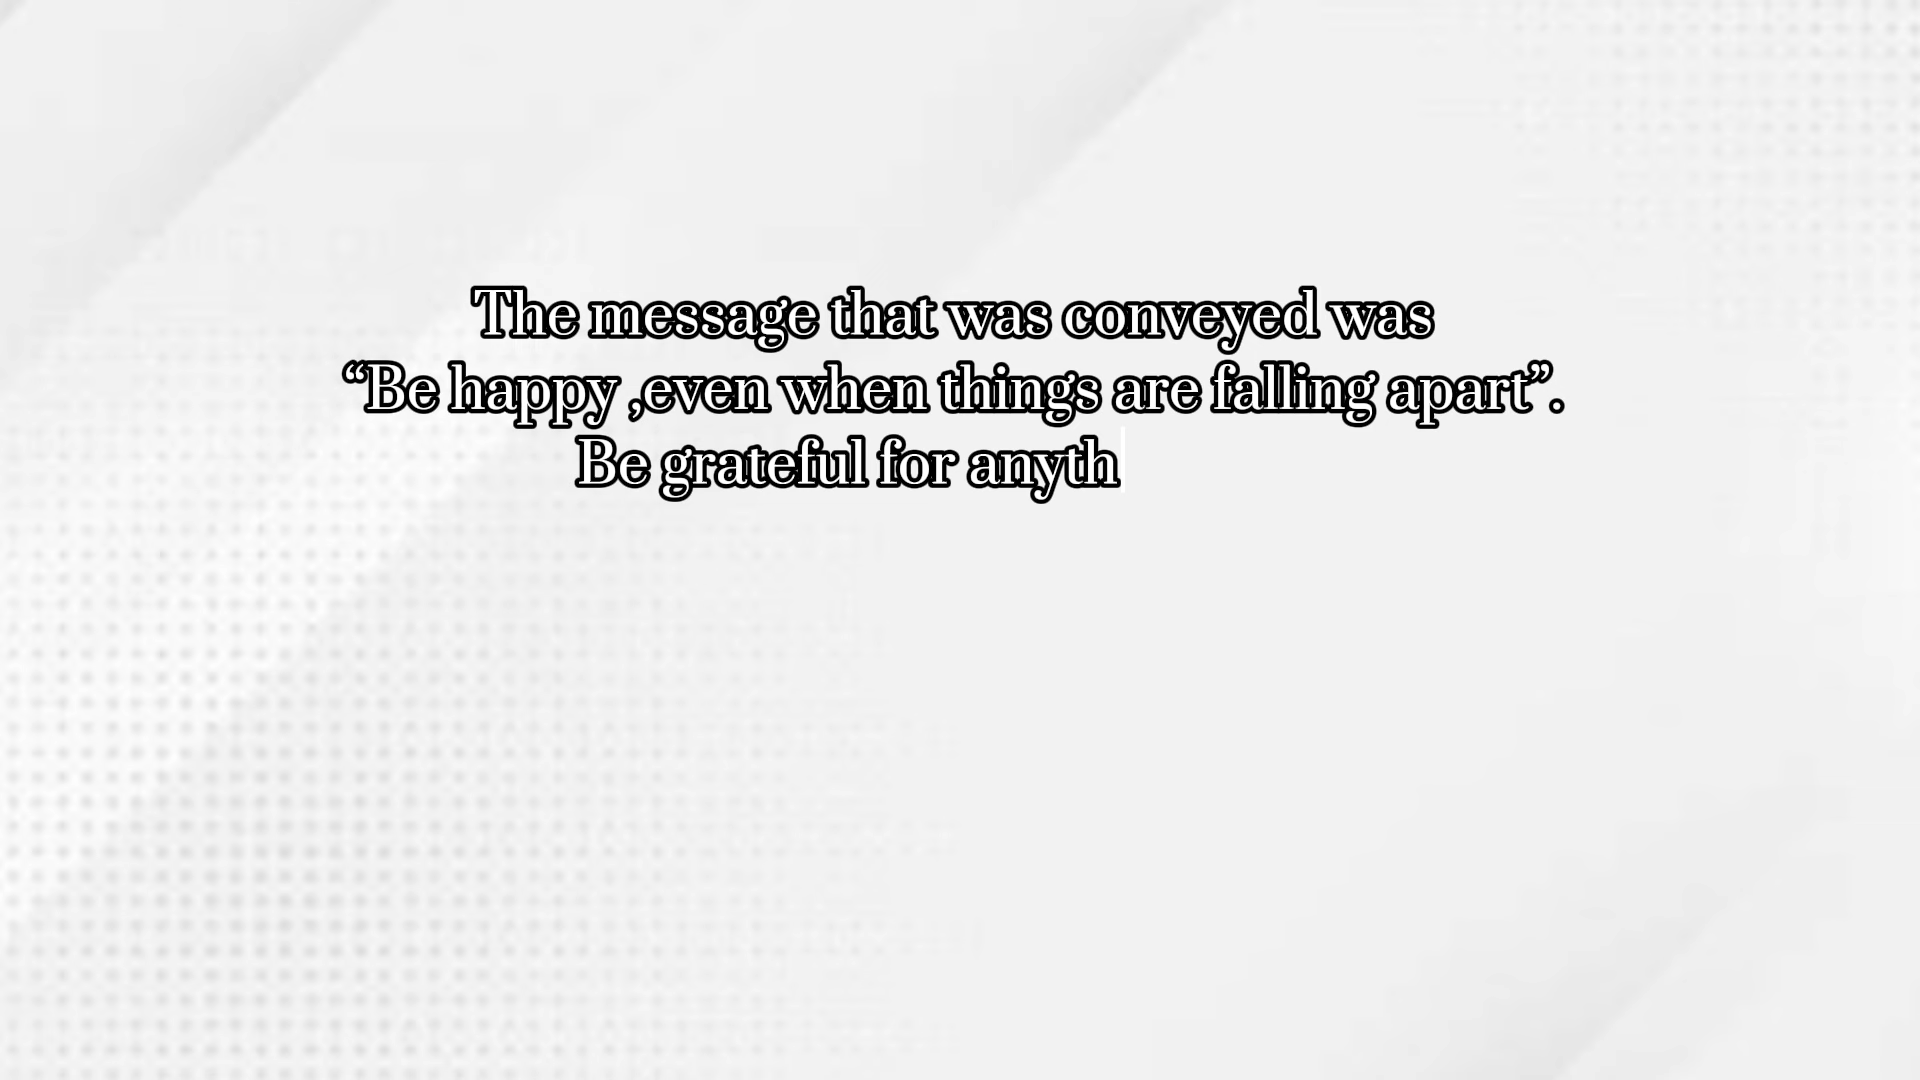 The message that was conveyed was
“Be happy ,even when things are falling apart”.
Be grateful for anyth